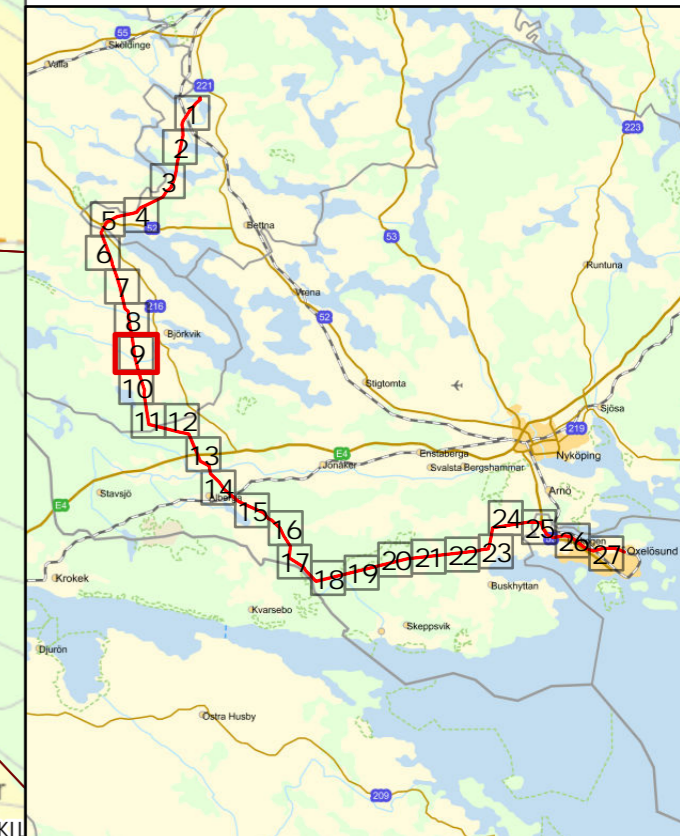 55
Sköldinge
Valla
221
1
223
2
3
5
4
52
Bettna
53
6
Runtuna
7
Vrena
216
8
52
Björkvik
9
Stigtomta
10
Sjösa
11
12
219
13
E4
Enstaberga
Nyköping
Jönåker
Svalsta
Bergshammar
14
Stavsjö
Ålberga
Arnö
E4
15
24
16
25
26
Oxelösund
17
20
21
22
23
27
18
19
Krokek
Buskhyttan
Kvarsebo
Skeppsvik
Djurön
Östra Husby
209